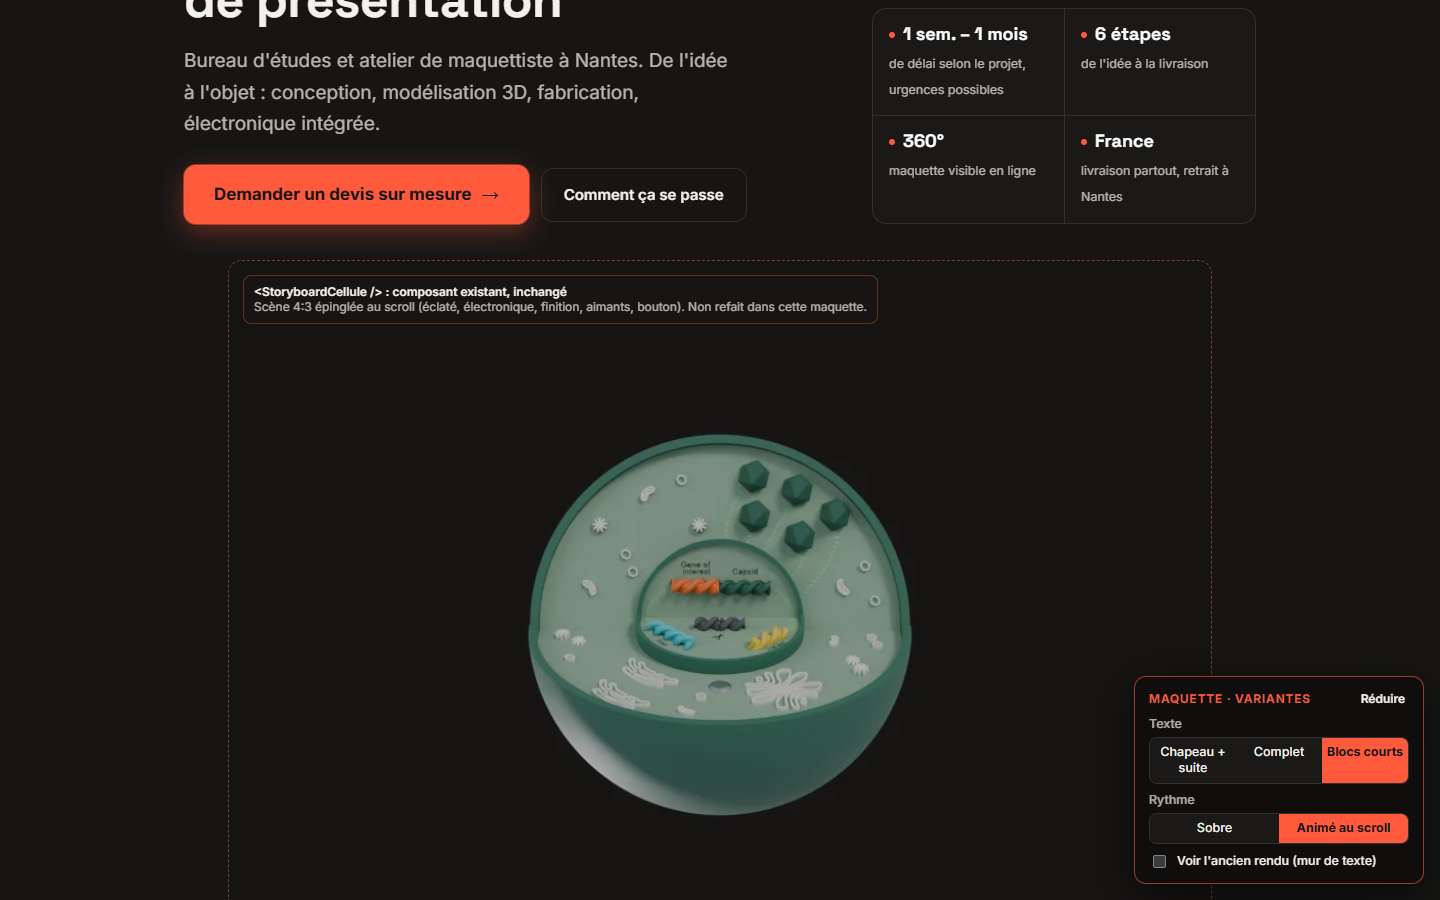 de présentation
Bureau d'études et atelier de maquettiste à Nantes. De l'idée
à l'objet : conception, modélisation 3D, fabrication,
électronique intégrée.
Demander un devis sur mesure →
Comment ça se passe
1 sem. – 1 mois
de délai selon le projet,
urgences possibles
6 étapes
de l'idée à la livraison
360°
maquette visible en ligne
France
livraison partout, retrait à
Nantes
<StoryboardCellule /> : composant existant, inchangé
Scène 4:3 épinglée au scroll (éclaté, électronique, finition, aimants, bouton). Non refait dans cette maquette.
Gene of
interest
Capsid
MAQUETTE · VARIANTES
Réduire
Texte
Chapeau +
suite
Complet
Blocs courts
Rythme
Sobre
Animé au scroll
Voir l'ancien rendu (mur de texte)